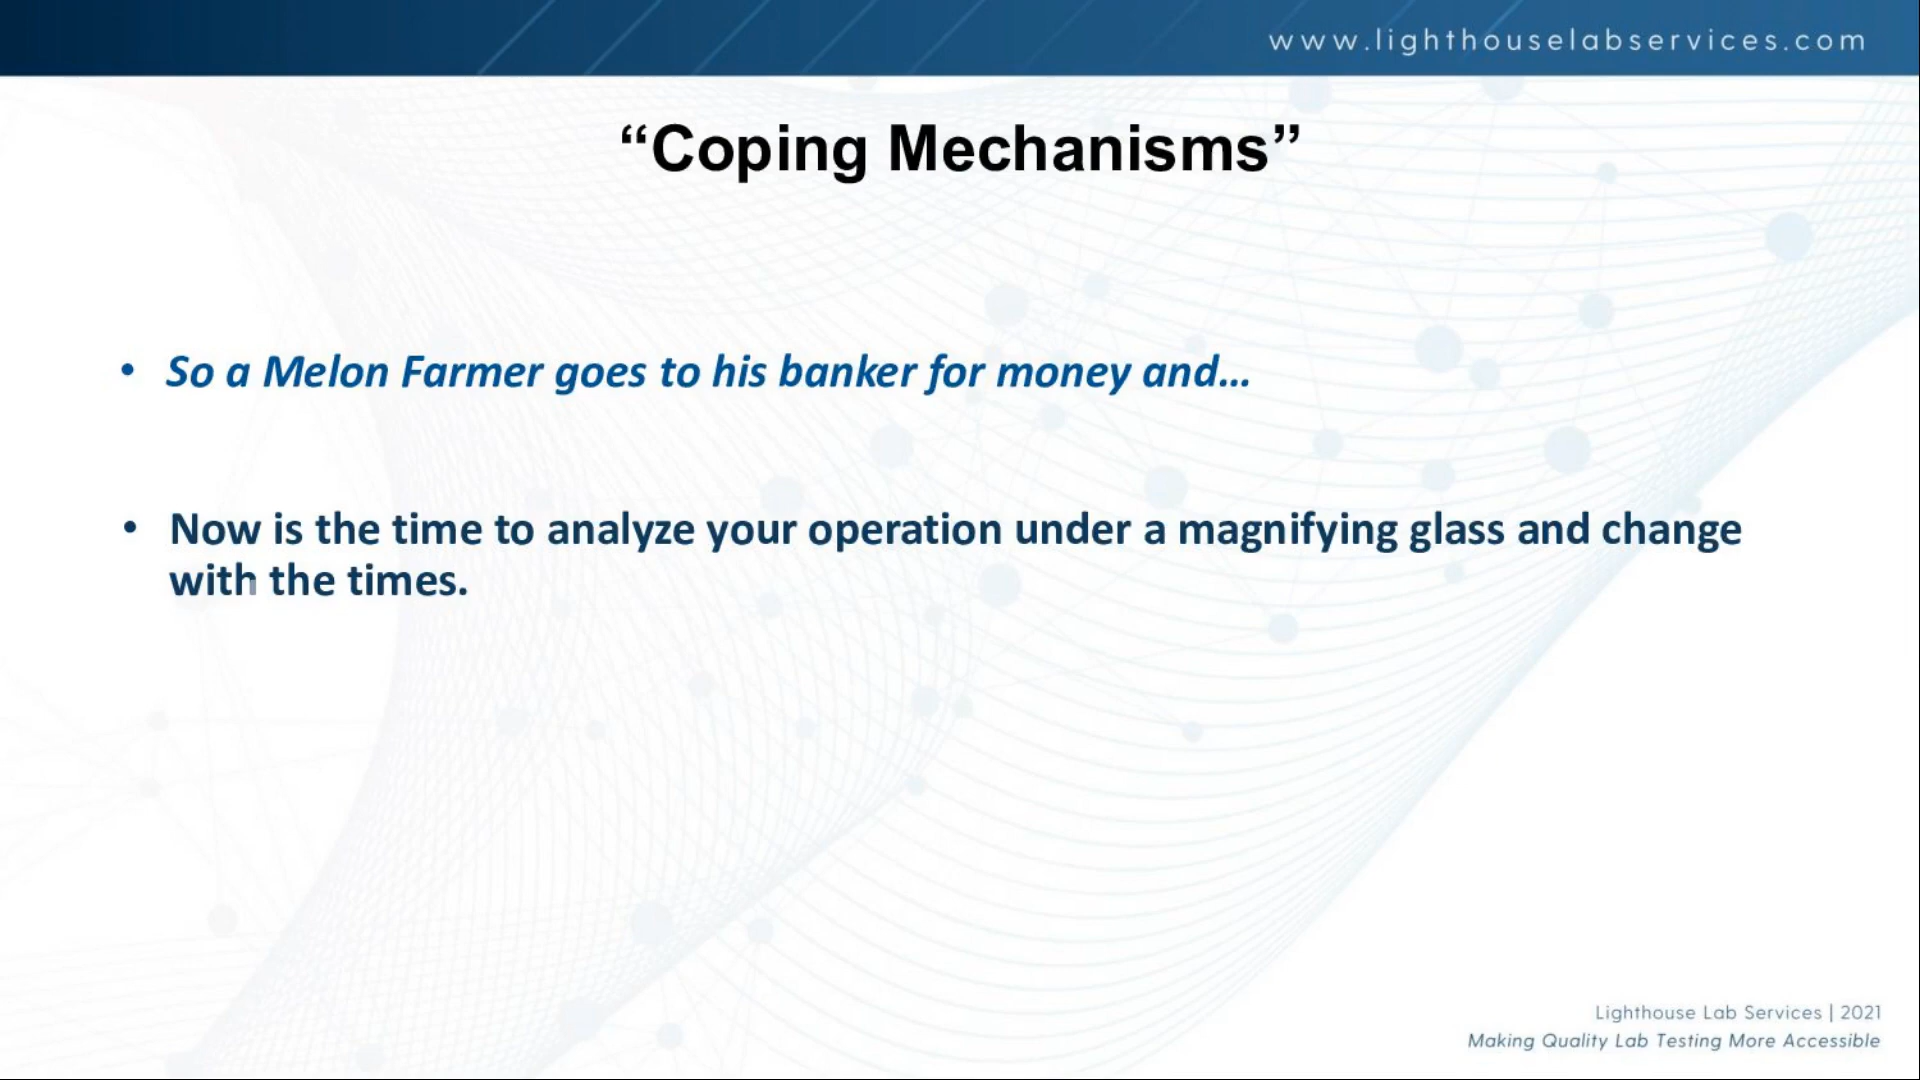 www.lighthouselabservices.com
“Coping Mechanisms”
• So a Melon Farmer goes to his banker for money and...
• Now is the time to analyze your operation under a magnifying glass and change
with the times.
Lighthouse Lab Services | 2021
Making Quality Lab Testing More Accessible